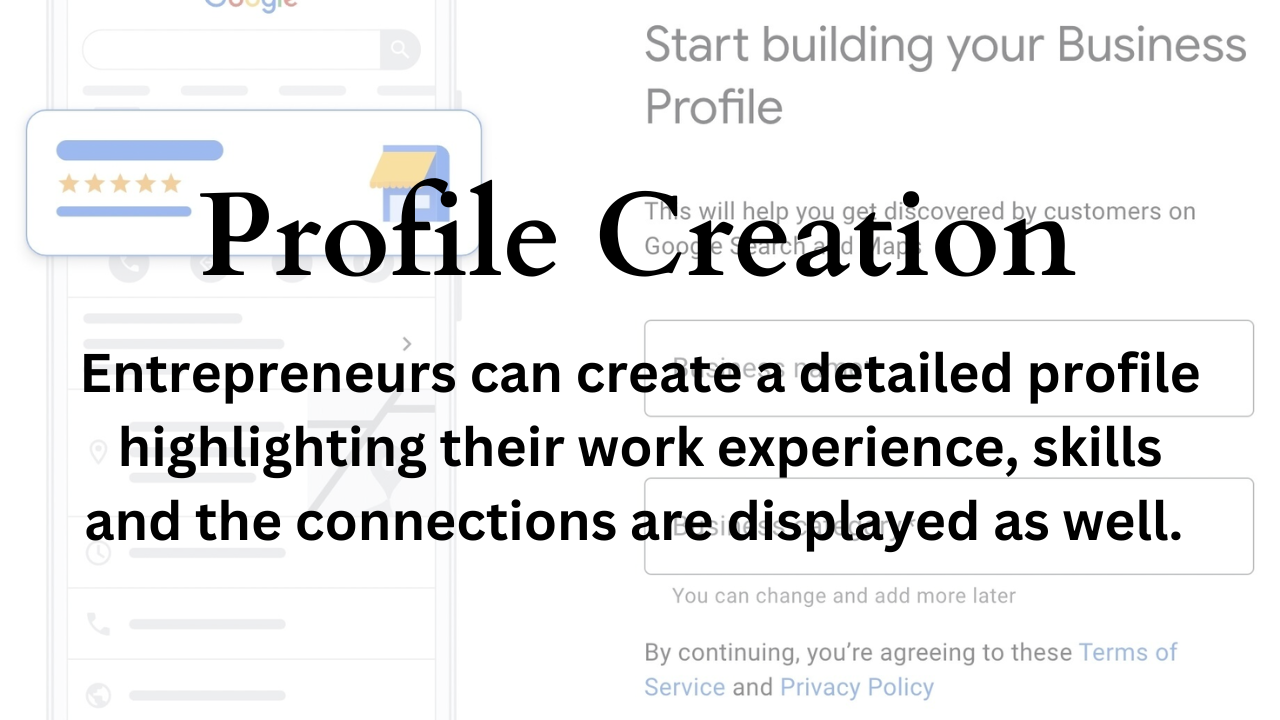 Google
Start building your Business
Profile
This will help you get discovered by customers on
Google Search and Maps
Profile Creation
Business name*
Entrepreneurs can create a detailed profile
highlighting their work experience, skills
and the connections are displayed as well.
Business category*
You can change and add more later
By continuing, you’re agreeing to these Terms of
Service and Privacy Policy